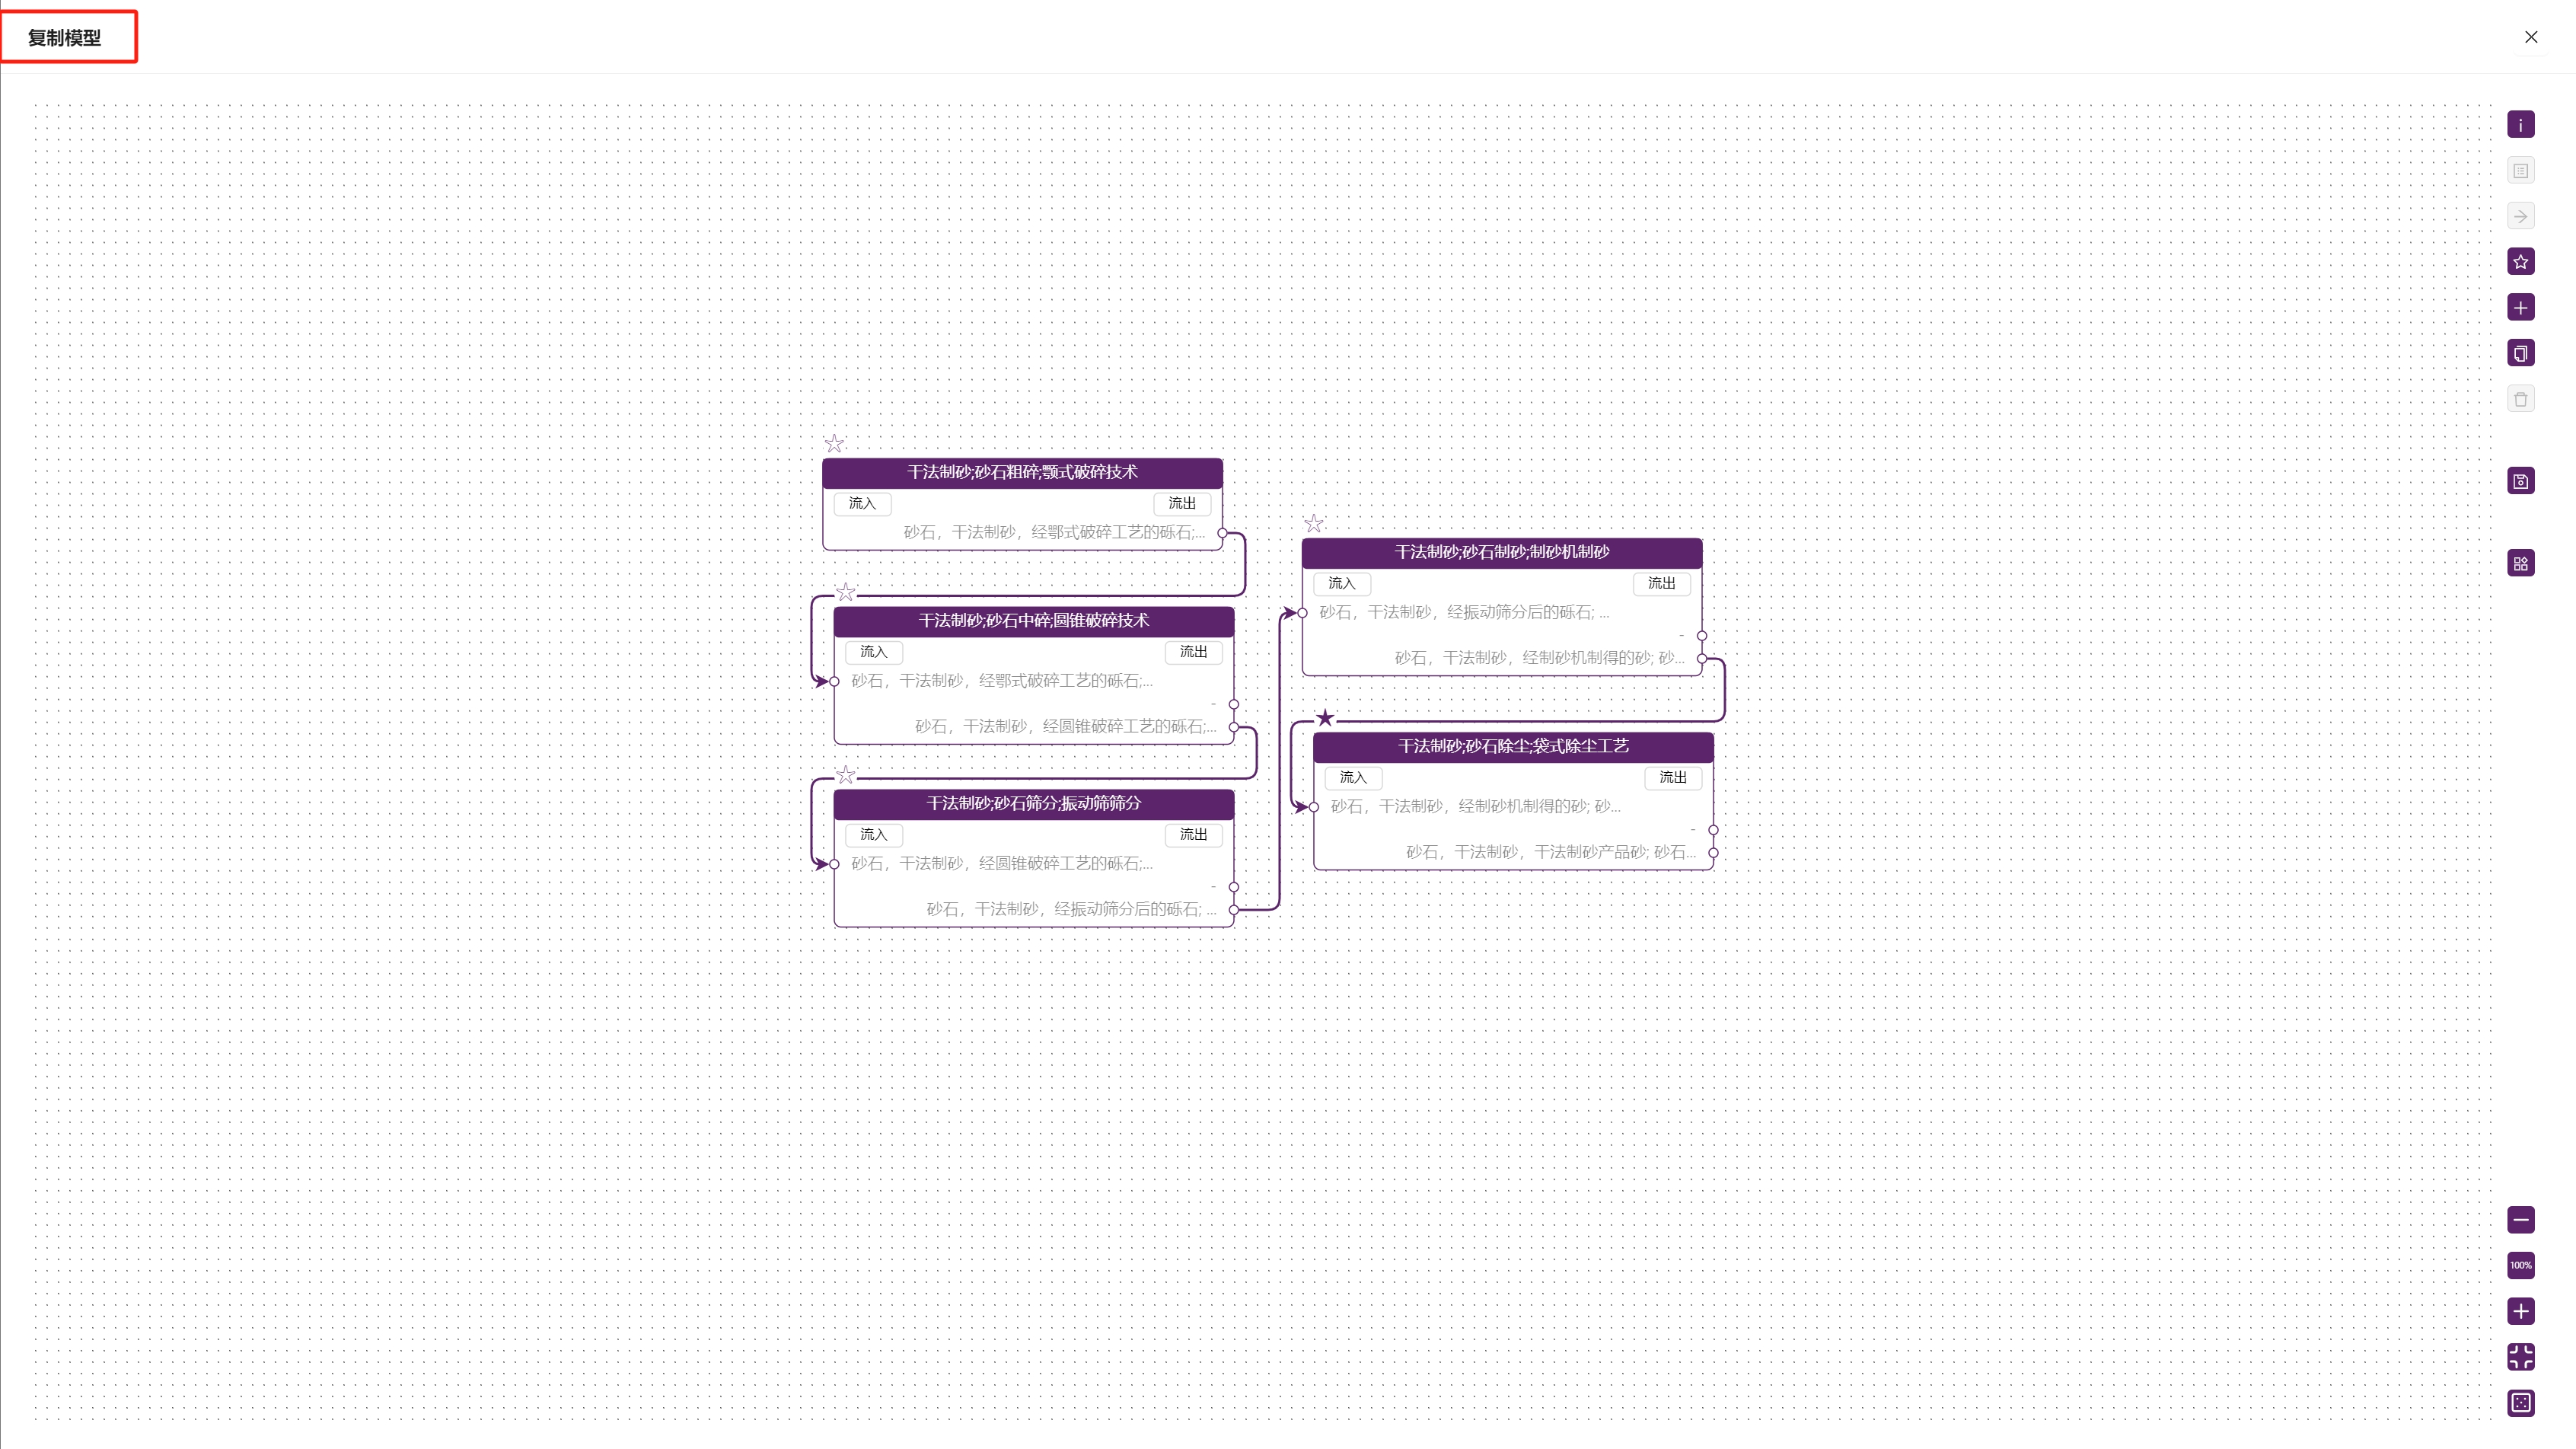 复制模型
干法制砂;砂石粗碎;颚式破碎技术
流入
流出
砂石，干法制砂，经鄂式破碎工艺的砾石;...
干法制砂;砂石中碎;圆锥破碎技术
流入
流出
砂石，干法制砂，经鄂式破碎工艺的砾石;...
-
砂石，干法制砂，经圆锥破碎工艺的砾石;...
干法制砂;砂石筛分;振动筛筛分
流入
流出
砂石，干法制砂，经圆锥破碎工艺的砾石;...
-
砂石，干法制砂，经振动筛分后的砾石; ...
干法制砂;砂石制砂;制砂机制砂
流入
流出
砂石，干法制砂，经振动筛分后的砾石; ...
-
砂石，干法制砂，经制砂机制得的砂; 砂...
干法制砂;砂石除尘;袋式除尘工艺
流入
流出
砂石，干法制砂，经制砂机制得的砂; 砂...
-
砂石，干法制砂，干法制砂产品砂; 砂石...
100%